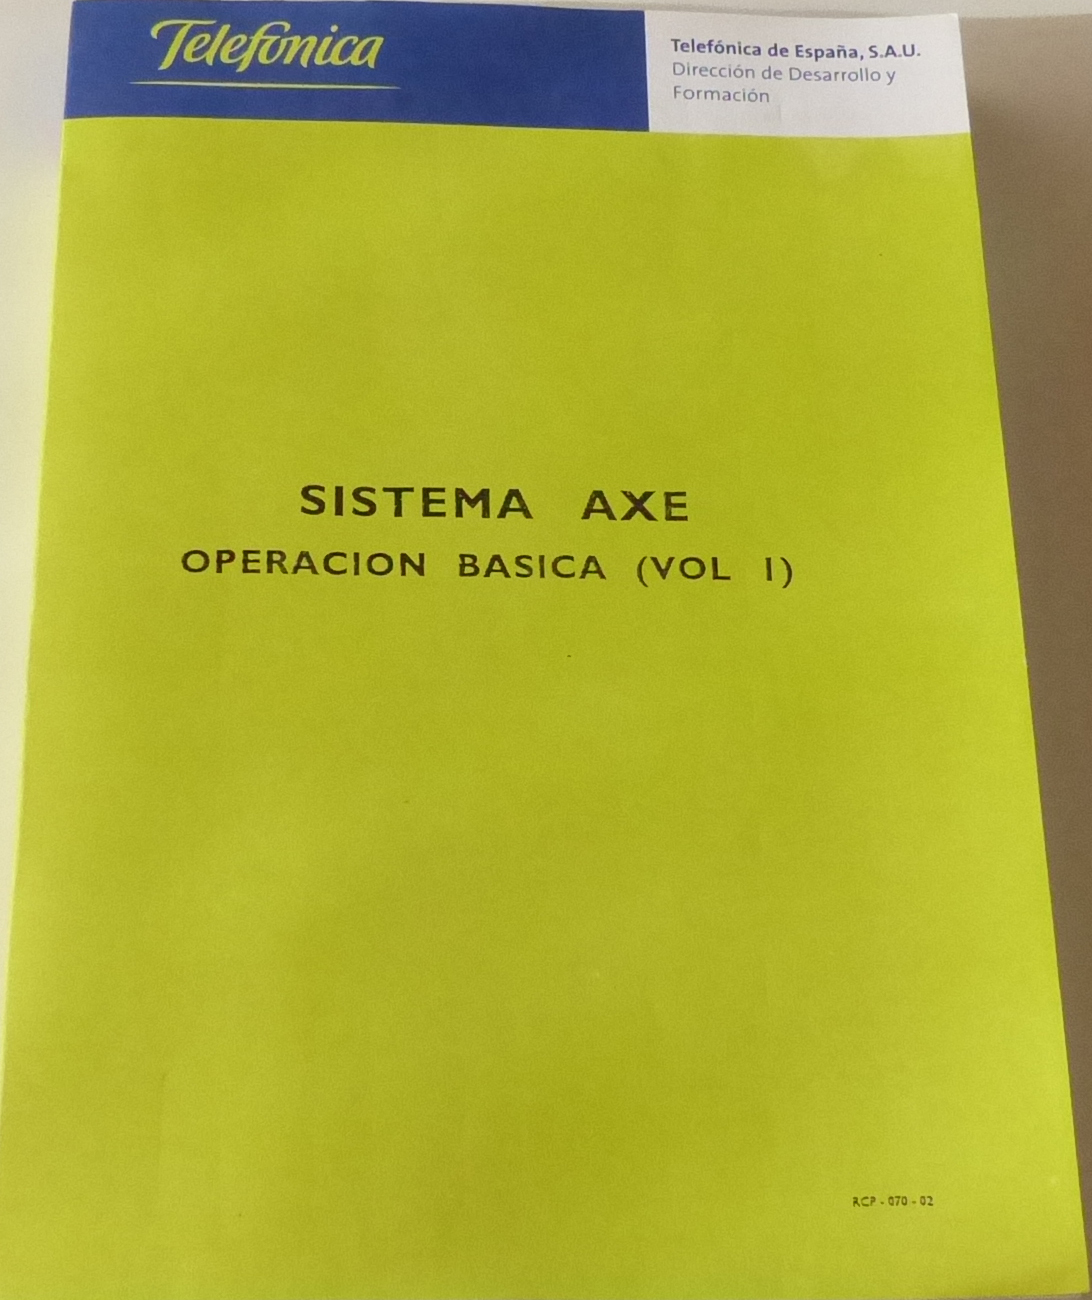 Telefónica
Telefónica de España, S.A.U.
Dirección de Desarrollo y
Formación
SISTEMA AXE
OPERACION BASICA (VOL I)
RCP - 070 - 02